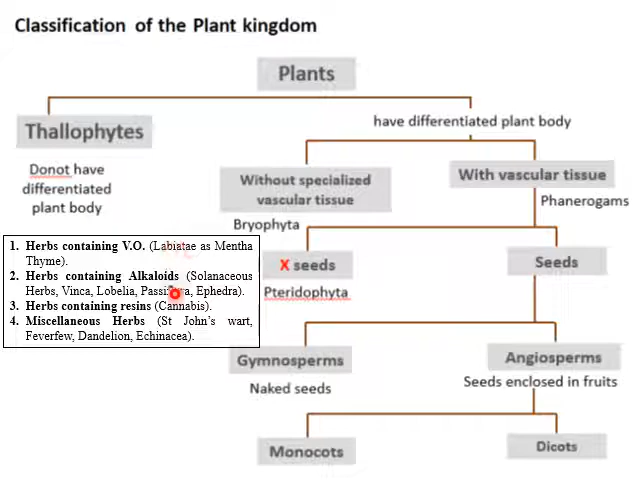 Classification of the Plant kingdom
Plants
Thallophytes
have differentiated plant body
Donot have
differentiated
plant body
Without specialized
vascular tissue
With vascular tissue
Bryophyta
Phanerogams
1. Herbs containing V.O. (Labiatae as Mentha
Thyme).
2. Herbs containing Alkaloids (Solanaceous
Herbs, Vinca, Lobelia, Ephedra).
3. Herbs containing resins (Cannabis).
4. Miscellaneous Herbs (St John's wart,
Feverfew, Dandelion, Echinacea).
X seeds
Seeds
Pteridophyta
Gymnosperms
Angiosperms
Naked seeds
Seeds enclosed in fruits
Monocots
Dicots